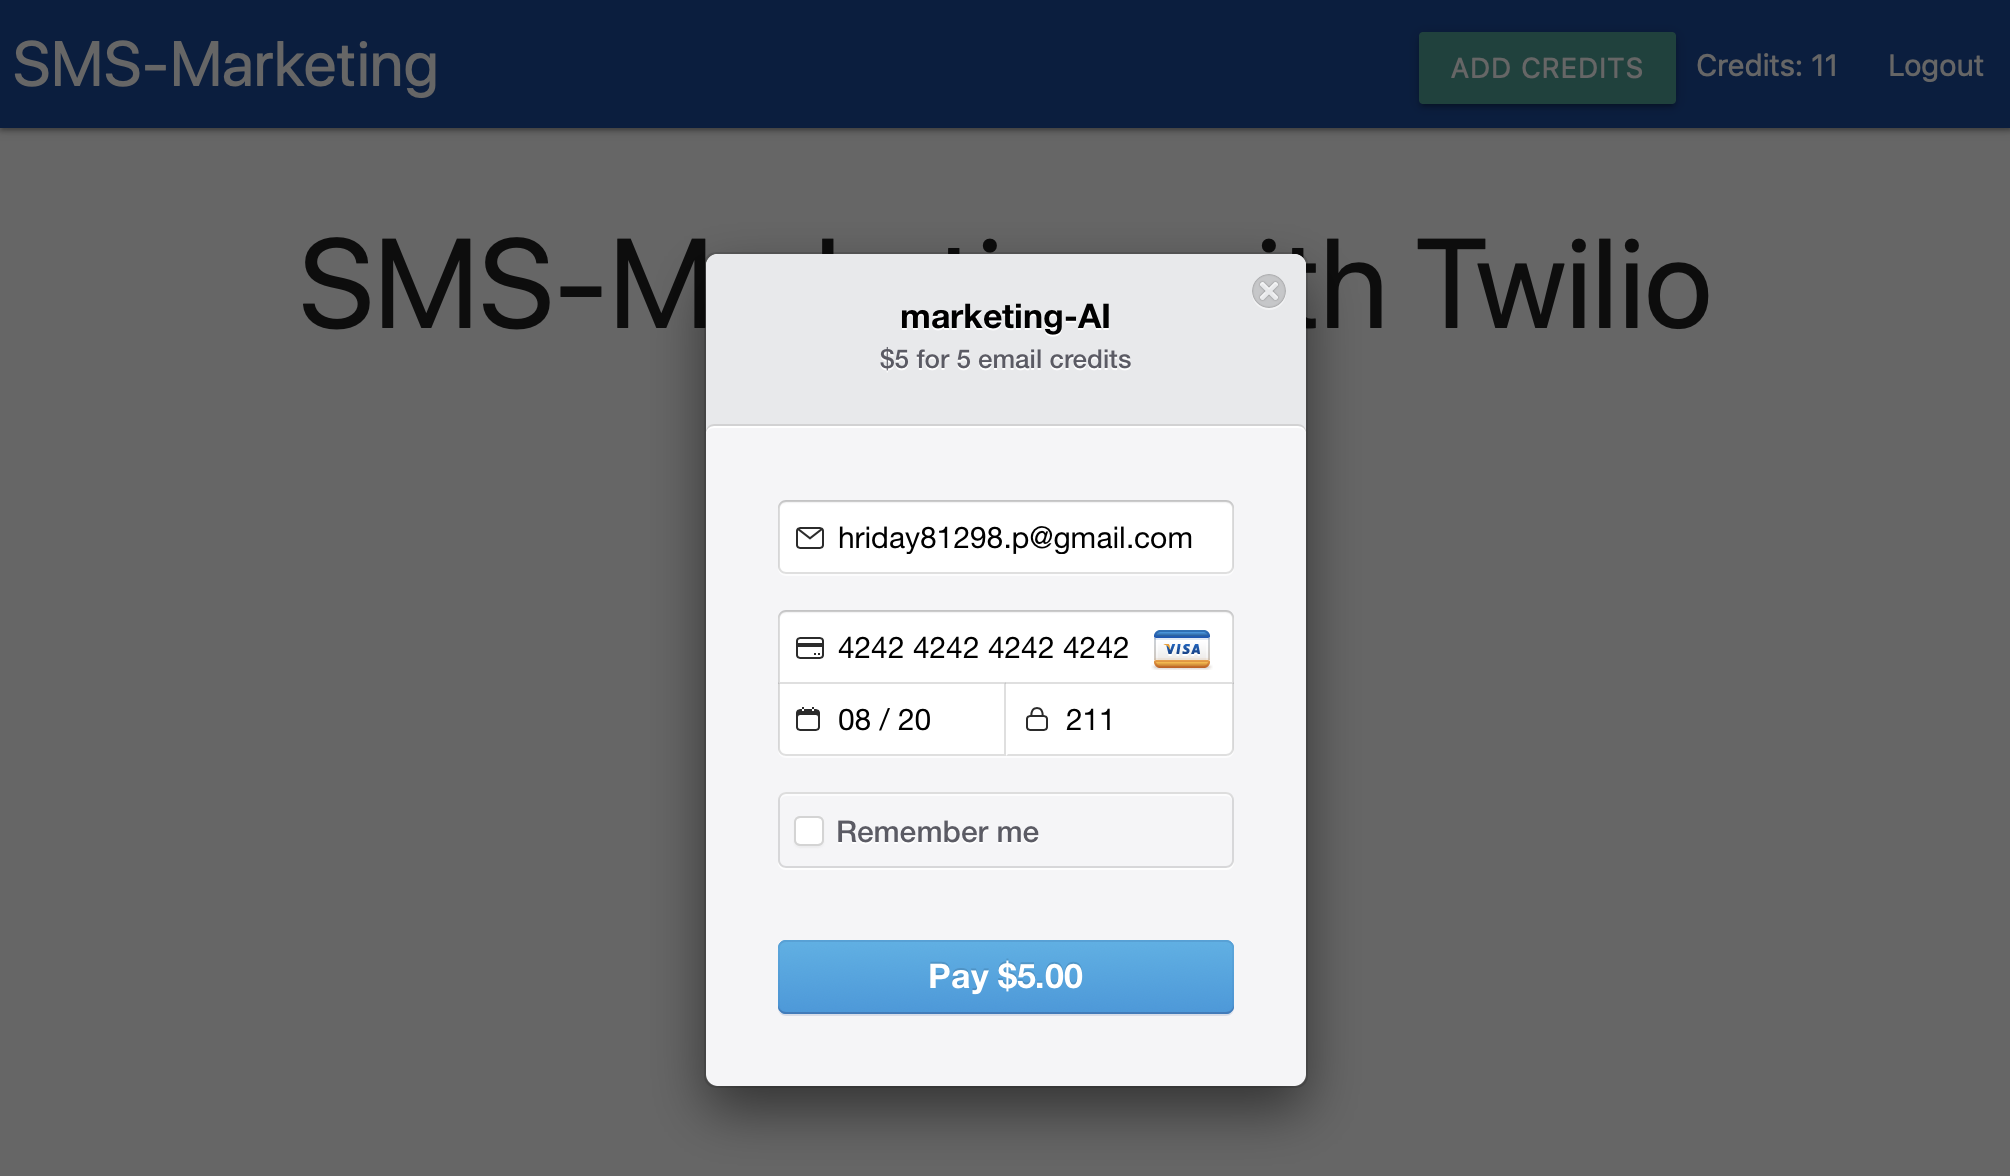 SMS-Marketing
ADD CREDITS
Credits: 11
Logout
SMS-M th Twilio
marketing-AI
$5 for 5 email credits
hriday81298.p@gmail.com
4242 4242 4242 4242 VISA
08 / 20
211
Remember me
Pay $5.00